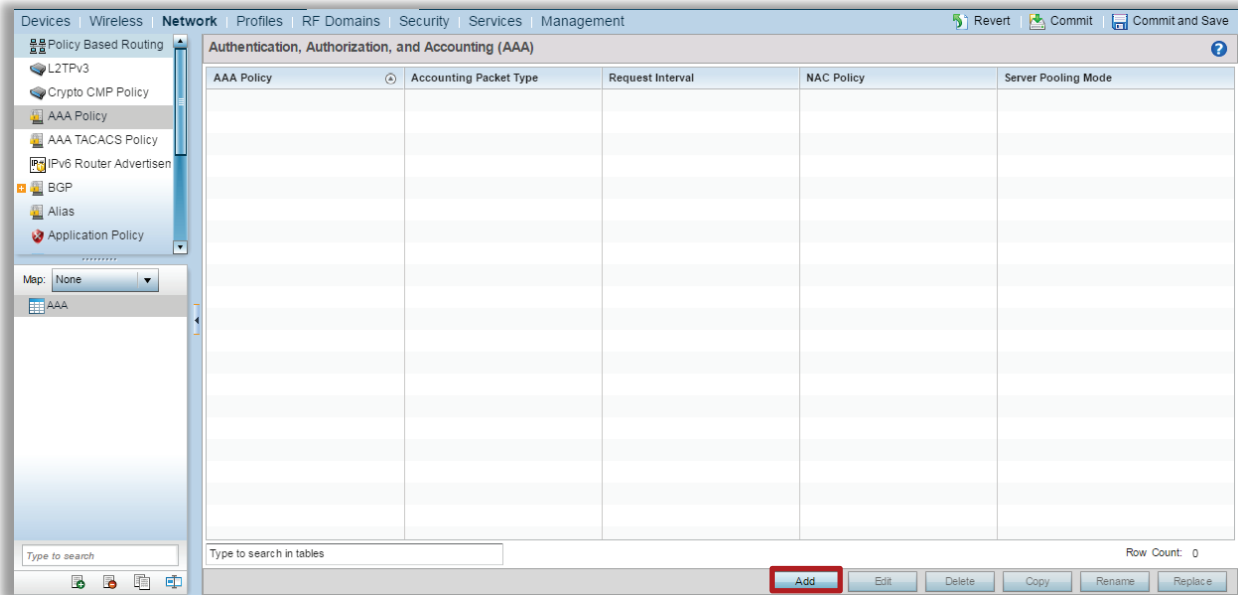 Devices Wireless Network Profiles RF Domains Security Services Management Revert Commit Commit and Save
Policy Based Routing
L2TPv3
Crypto CMP Policy
AAA Policy
AAA TACACS Policy
IPv6 Router Advertisen
BGP
Alias
Application Policy
Map: None
AAA
Type to search
Authentication, Authorization, and Accounting (AAA)
AAA Policy Accounting Packet Type Request Interval NAC Policy Server Pooling Mode
Type to search in tables Row Count: 0
Add Edit Delete Copy Rename Replace